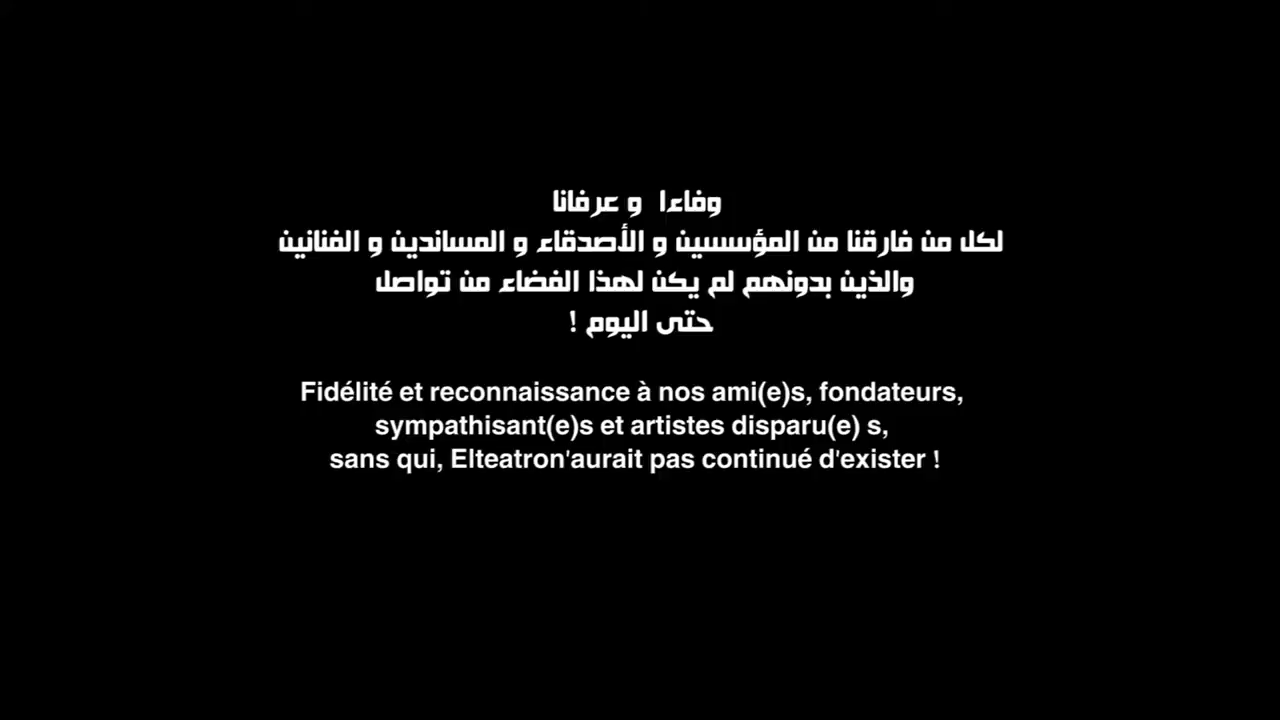 وفاءا و عرفانا
لكل من فارقنا من المؤسسين و الأصدقاء و المساندين و الفنانين
والذين بدونهم لم يكن لهذا الفضاء من تواصل
حتى اليوم !
Fidélité et reconnaissance à nos ami(e)s, fondateurs,
sympathisant(e)s et artistes disparu(e) s,
sans qui, Elteatron'aurait pas continué d'exister !